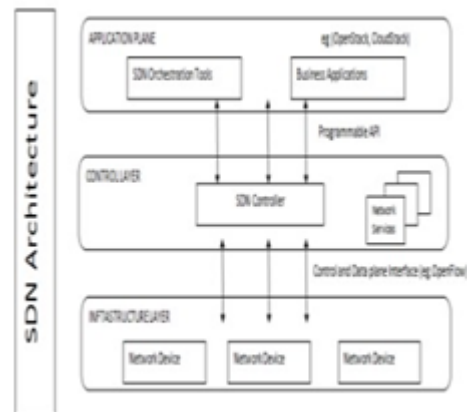 SDN Architecture
APPLICATION PLANE
eg (OpenStack, CloudStack)
SDN Orchestration Tools
Business Applications
Programmable API
CONTROL LAYER
SDN Controller
Network
Services
Control and Data plane Interface (eg OpenFlow)
INFTASTRUCTURE LAYER
Network Device
Network Device
Network Device